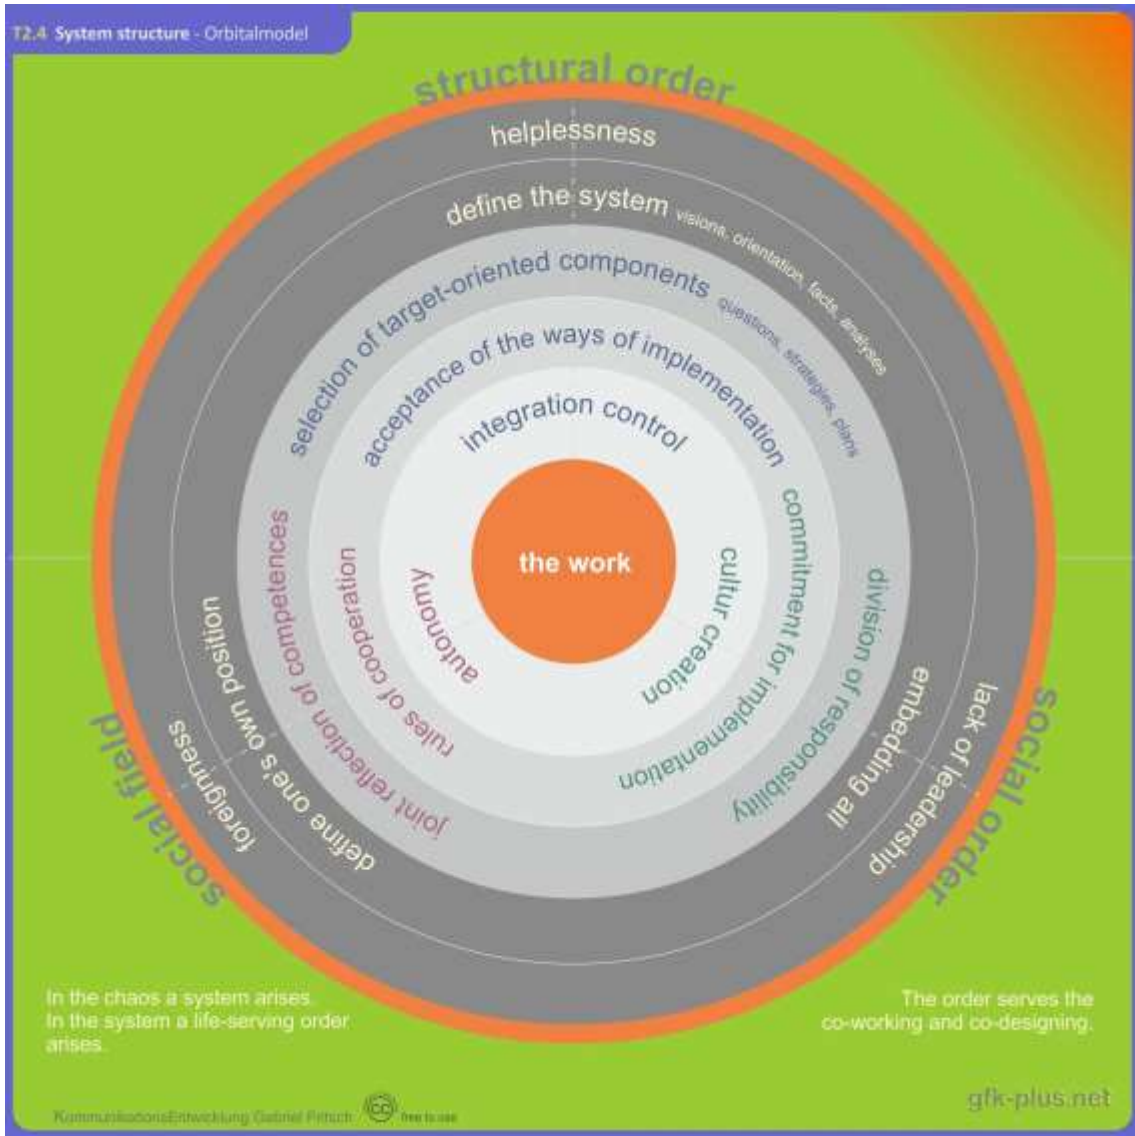 T2.4 System structure - Orbitalmodel
structural order
helplessness
define the system visions, orientation, facts, analyses
selection of target-oriented components questions, strategies, plans
acceptance of the ways of implementation
integration control
the work
autonomy
rules of cooperation
joint reflection of competences
define one's own position
foreigness
social field
cultur creation
commitment for implementation
division of responsibility
embedding all
lack of leadership
social order
In the chaos a system arises.
In the system a life-serving order
arises.
The order serves the
co-working and co-designing.
KommunikationsEntwicklung Gabriel Fritsch
cc
free to use
gfk-plus.net